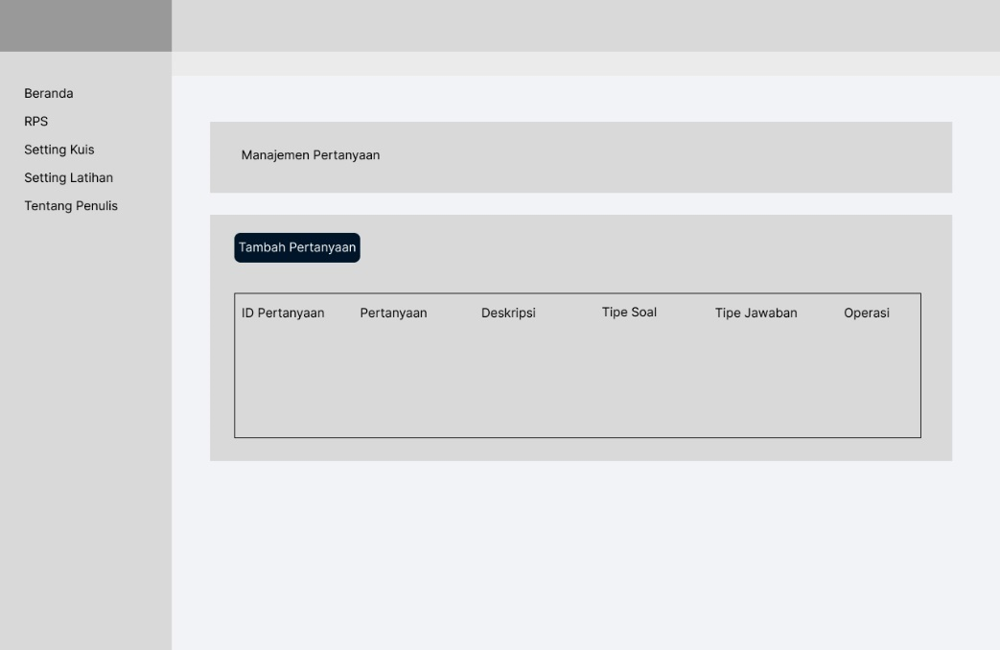 Beranda
RPS
Setting Kuis
Setting Latihan
Tentang Penulis
Manajemen Pertanyaan
Tambah Pertanyaan
ID Pertanyaan Pertanyaan Deskripsi Tipe Soal Tipe Jawaban Operasi